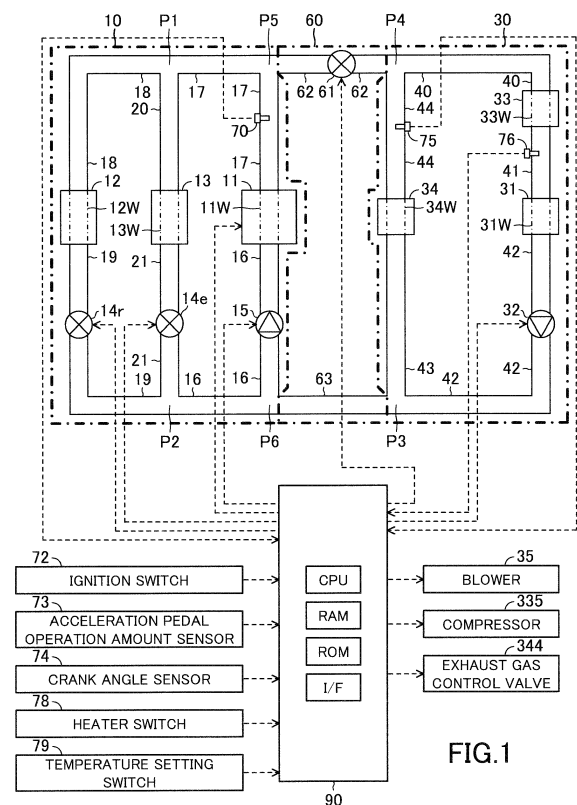 10 P1 P5 60 P4 30
18 17 17 62 61 62 40 40
20 44 33
70 75 33W
18 17 44 76
41
12 13 11 34 31
12W 13W 11W 34W 31W
19 21 16 42
14r 14e 15 32
21 16 43 42
19 16 63 42
P2 P6 P3
72
IGNITION SWITCH
73
ACCELERATION PEDAL
OPERATION AMOUNT SENSOR
74
CRANK ANGLE SENSOR
78
HEATER SWITCH
79
TEMPERATURE SETTING
SWITCH
CPU
RAM
ROM
I/F
90
35
BLOWER
335
COMPRESSOR
344
EXHAUST GAS
CONTROL VALVE
FIG.1